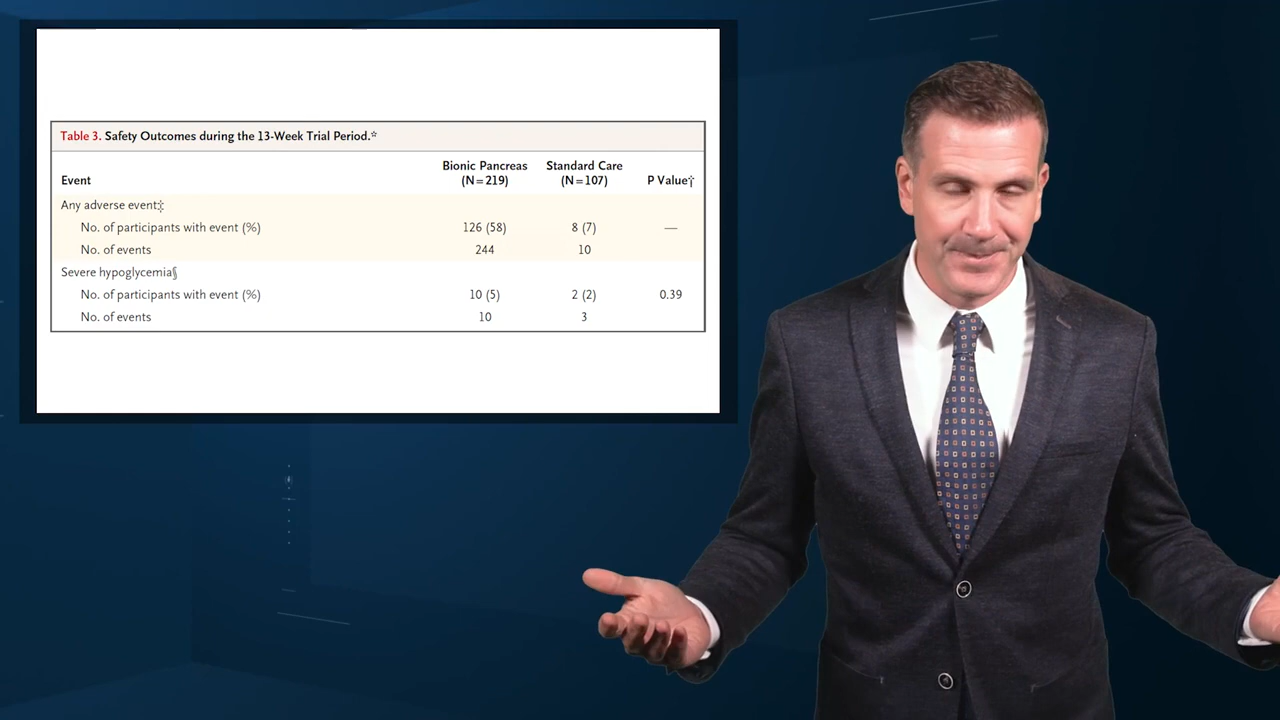 Table 3. Safety Outcomes during the 13-Week Trial Period.*
Event Bionic Pancreas (N=219) Standard Care (N=107) P Value†
Any adverse event‡
No. of participants with event (%) 126 (58) 8 (7) —
No. of events 244 10
Severe hypoglycemia§
No. of participants with event (%) 10 (5) 2 (2) 0.39
No. of events 10 3